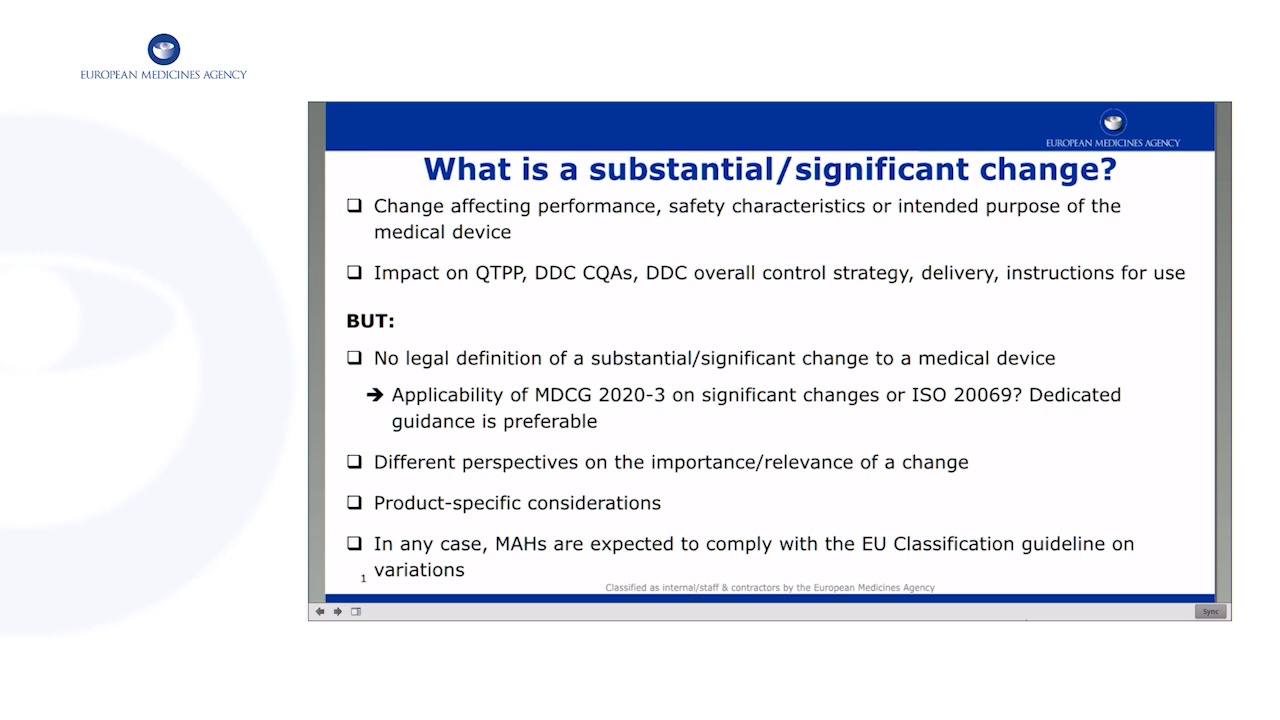 EUROPEAN MEDICINES AGENCY
EUROPEAN MEDICINES AGENCY
What is a substantial/significant change?
Change affecting performance, safety characteristics or intended purpose of the
medical device
Impact on QTPP, DDC CQAs, DDC overall control strategy, delivery, instructions for use
BUT:
No legal definition of a substantial/significant change to a medical device
Applicability of MDCG 2020-3 on significant changes or ISO 20069? Dedicated
guidance is preferable
Different perspectives on the importance/relevance of a change
Product-specific considerations
In any case, MAHs are expected to comply with the EU Classification guideline on
variations
1
Classified as internal/staff & contractors by the European Medicines Agency
Sync